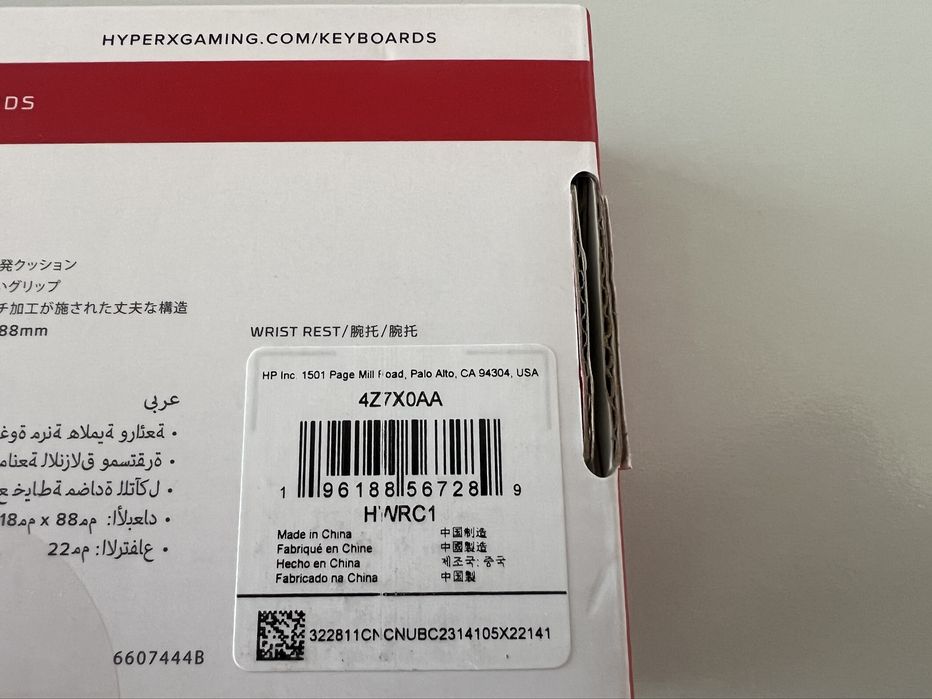 HYPERXGAMING.COM/KEYBOARDS
DS
発クッション
いグリップ
チ加工が施された丈夫な構造
88mm
WRIST REST/腕托/腕托
HP Inc. 1501 Page Mill Road, Palo Alto, CA 94304, USA
4Z7X0AA
1 96188 56728 9
HWRC1
Made in China 中国制造
Fabriqué en Chine 中國製造
Hecho en China 제조국: 중국
Fabricado na China 中国製
322811CN CNUBC2314105X22141
عربي
6607444B